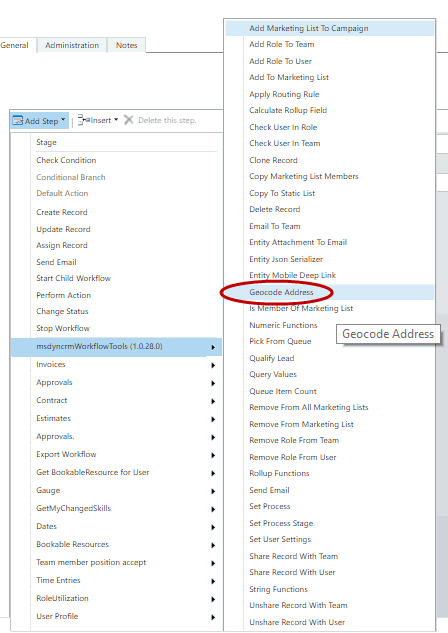 General
Administration
Notes
Add Step
Insert
Delete this step.
Stage
Check Condition
Conditional Branch
Default Action
Create Record
Update Record
Assign Record
Send Email
Start Child Workflow
Perform Action
Change Status
Stop Workflow
msdyncrmWorkflowTools (1.0.28.0)
Invoices
Approvals
Contract
Estimates
Approvals.
Export Workflow
Get BookableResource for User
Gauge
GetMyChangedSkills
Dates
Bookable Resources
Team member position accept
Time Entries
RoleUtilization
User Profile
Add Marketing List To Campaign
Add Role To Team
Add Role To User
Add To Marketing List
Apply Routing Rule
Calculate Rollup Field
Check User In Role
Check User In Team
Clone Record
Copy Marketing List Members
Copy To Static List
Delete Record
Email To Team
Entity Attachment To Email
Entity Json Serializer
Entity Mobile Deep Link
Geocode Address
Is Member Of Marketing List
Numeric Functions
Geocode Address
Pick From Queue
Qualify Lead
Query Values
Queue Item Count
Remove From All Marketing Lists
Remove From Marketing List
Remove Role From Team
Remove Role From User
Rollup Functions
Send Email
Set Process
Set Process Stage
Set User Settings
Share Record With Team
Share Record With User
String Functions
Unshare Record With Team
Unshare Record With User